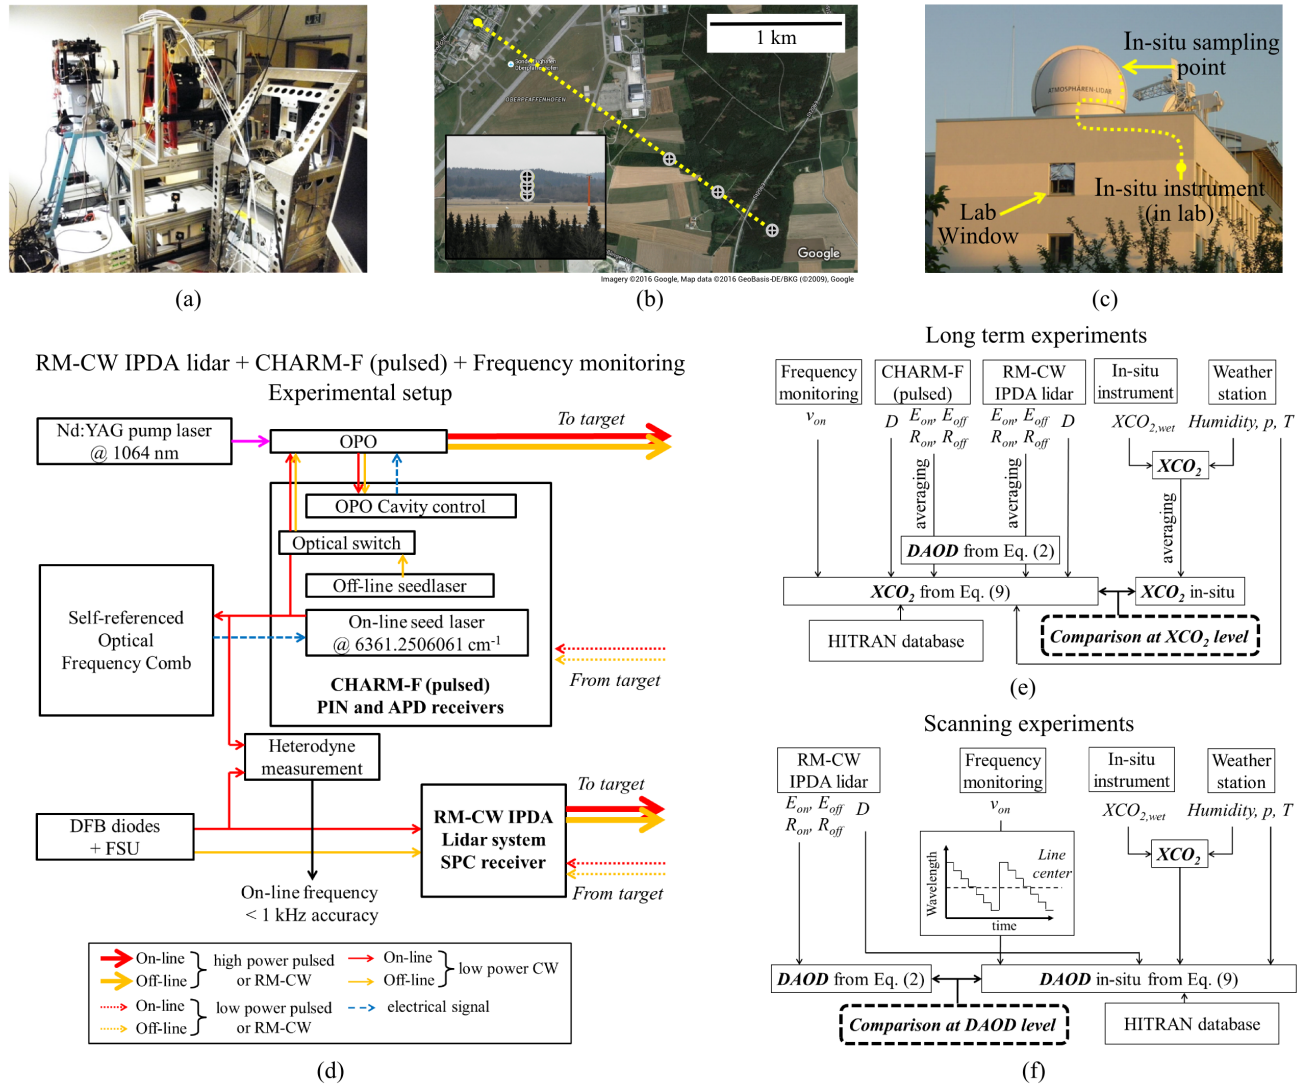 1 km
OBERPFAFFENHOFEN
Google
Imagery ©2016 Google, Map data ©2016 GeoBasis-DE/BKG (©2009), Google
ATMOSPHÄREN-LIDAR
In-situ sampling
point
In-situ instrument
(in lab)
Lab
Window
(a)
(b)
(c)
RM-CW IPDA lidar + CHARM-F (pulsed) + Frequency monitoring
Experimental setup
Nd:YAG pump laser
@ 1064 nm
OPO
To target
OPO Cavity control
Optical switch
Off-line seedlaser
On-line seed laser
@ 6361.2506061 cm⁻¹
Self-referenced
Optical
Frequency Comb
CHARM-F (pulsed)
PIN and APD receivers
From target
Heterodyne
measurement
To target
DFB diodes
+ FSU
RM-CW IPDA
Lidar system
SPC receiver
From target
On-line frequency
< 1 kHz accuracy
On-line
Off-line
high power pulsed
or RM-CW
On-line
Off-line
low power CW
On-line
Off-line
low power pulsed
or RM-CW
electrical signal
(d)
Long term experiments
Frequency
monitoring
CHARM-F
(pulsed)
RM-CW
IPDA lidar
In-situ
instrument
Weather
station
ν_on
D
E_on, E_off
R_on, R_off
E_on, E_off
R_on, R_off
D
XCO₂,wet
Humidity, p, T
XCO₂
averaging
averaging
averaging
DAOD from Eq. (2)
XCO₂ from Eq. (9)
XCO₂ in-situ
HITRAN database
Comparison at XCO₂ level
(e)
Scanning experiments
RM-CW
IPDA lidar
Frequency
monitoring
In-situ
instrument
Weather
station
E_on, E_off
R_on, R_off
D
ν_on
XCO₂,wet
Humidity, p, T
Wavelength
Line
center
time
XCO₂
DAOD from Eq. (2)
DAOD in-situ from Eq. (9)
Comparison at DAOD level
HITRAN database
(f)